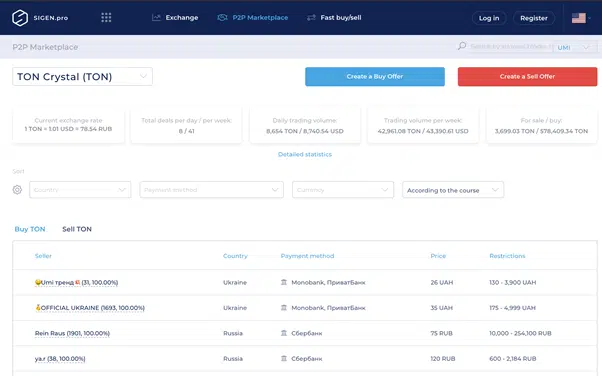 SIGEN.pro Exchange P2P Marketplace Fast buy/sell Log in Register
P2P Marketplace UMI
TON Crystal (TON) Create a Buy Offer Create a Sell Offer
Current exchange rate Total deals per day / per week: Daily trading volume: Trading volume per week: For sale / buy:
1 TON = 1.01 USD = 78.54 RUB 8 / 41 8,654 TON / 8,740.54 USD 42,961.08 TON / 43,390.61 USD 3,699.03 TON / 578,409.34 TON
Detailed statistics
Sort
Country Payment method Currency According to the course
Buy TON Sell TON
Seller Country Payment method Price Restrictions
Umi тренд (31, 100.00%) Ukraine Monobank, ПриватБанк 26 UAH 130 - 3,900 UAH
OFFICIAL UKRAINE (1693, 100.00%) Ukraine Monobank, ПриватБанк 35 UAH 175 - 4,999 UAH
Rein Raus (1901, 100.00%) Russia Сбербанк 75 RUB 10,000 - 254,100 RUB
ya.r (38, 100.00%) Russia Сбербанк 120 RUB 600 - 2,184 RUB